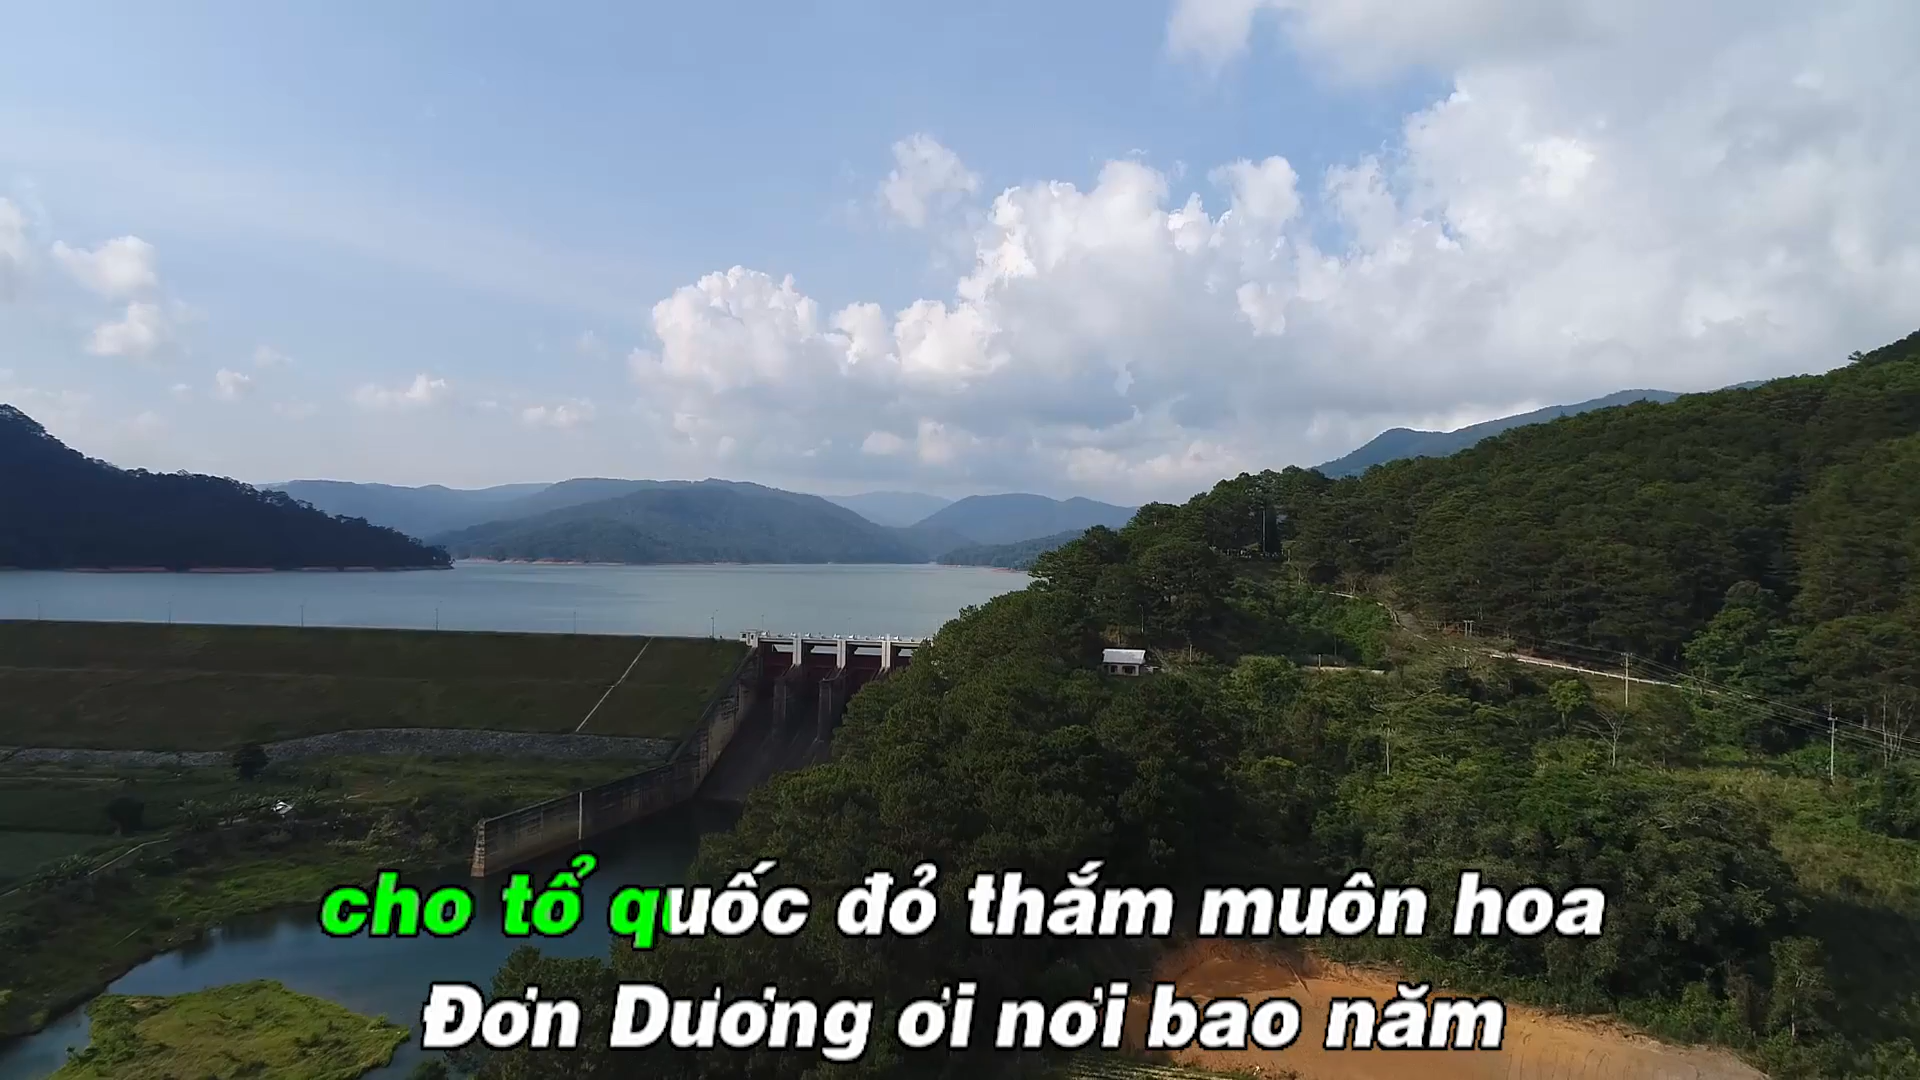 cho tổ quốc đỏ thắm muôn hoa
Đơn Dương ơi nơi bao năm